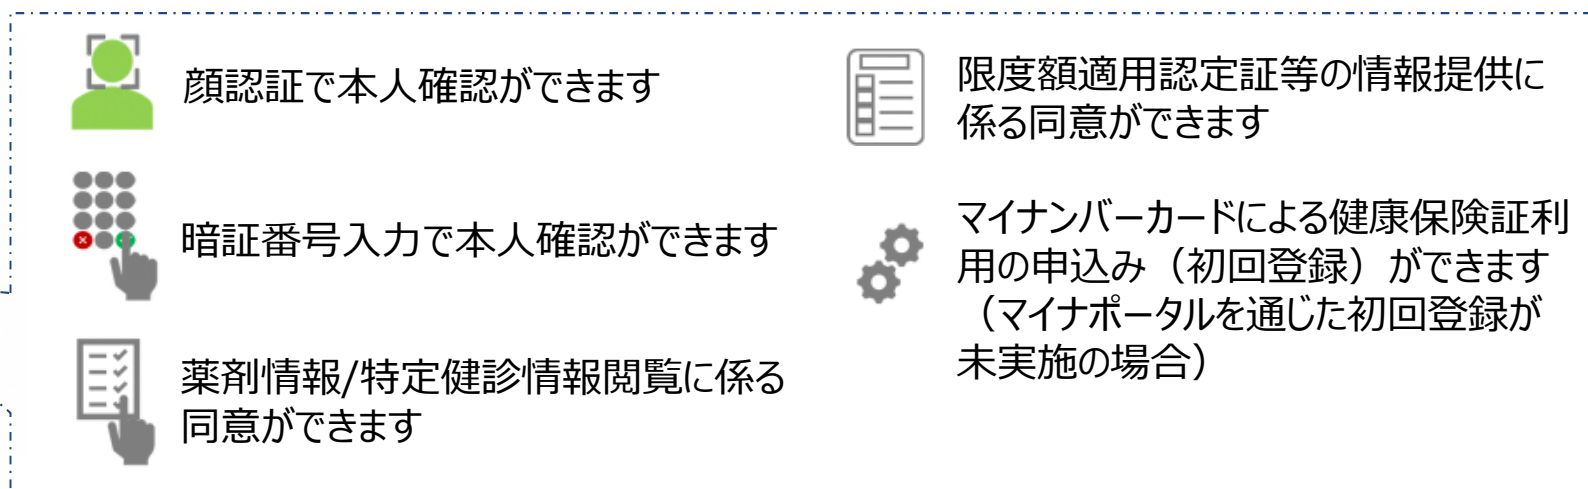 顔認証で本人確認ができます
暗証番号入力で本人確認ができます
薬剤情報/特定健診情報閲覧に係る
同意ができます
限度額適用認定証等の情報提供に
係る同意ができます
マイナンバーカードによる健康保険証利
用の申込み（初回登録）ができます
（マイナポータルを通じた初回登録が
未実施の場合）